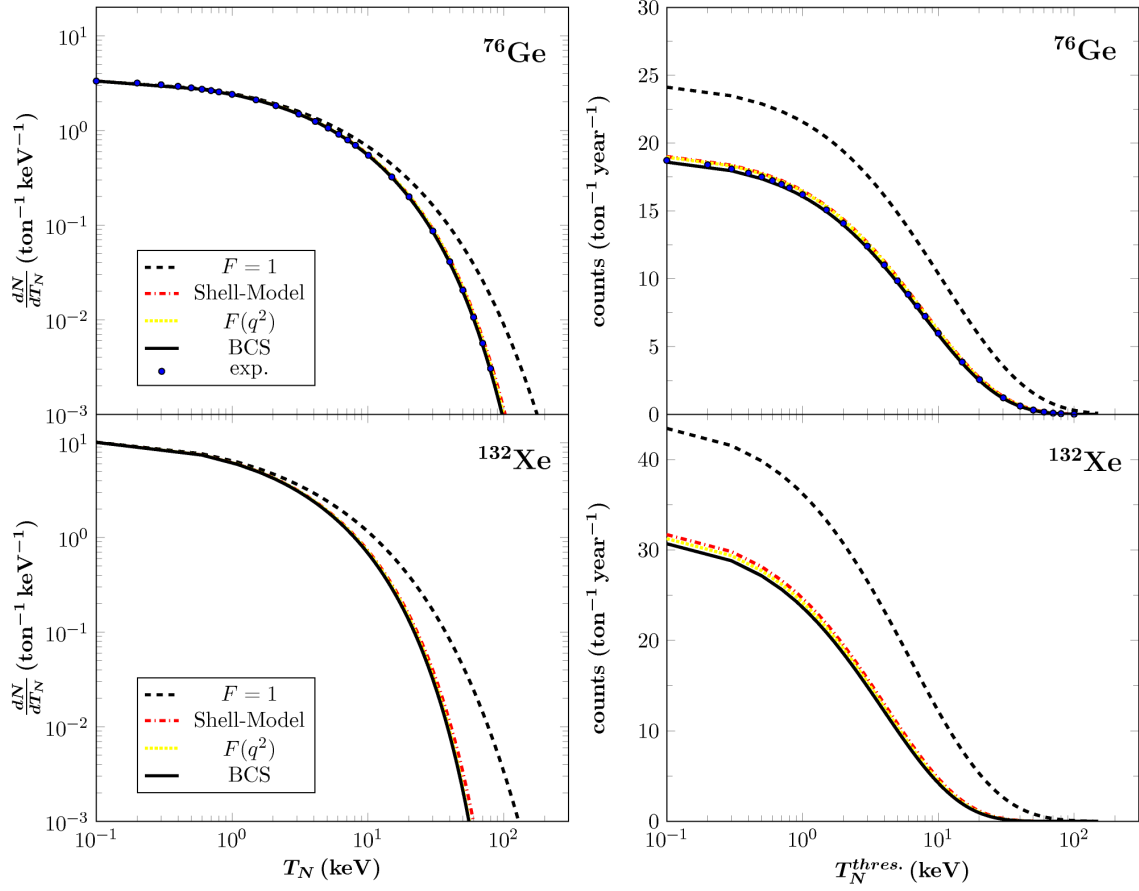 ⁷⁶Ge
dN/dT_N (ton⁻¹ keV⁻¹)
10¹
10⁰
10⁻¹
10⁻²
10⁻³
F = 1
Shell-Model
F(q²)
BCS
exp.
⁷⁶Ge
counts (ton⁻¹ year⁻¹)
30
25
20
15
10
5
0
¹³²Xe
dN/dT_N (ton⁻¹ keV⁻¹)
10¹
10⁰
10⁻¹
10⁻²
10⁻³
F = 1
Shell-Model
F(q²)
BCS
10⁻¹ 10⁰ 10¹ 10²
T_N (keV)
¹³²Xe
counts (ton⁻¹ year⁻¹)
40
30
20
10
0
10⁻¹ 10⁰ 10¹ 10²
T_N^thres. (keV)